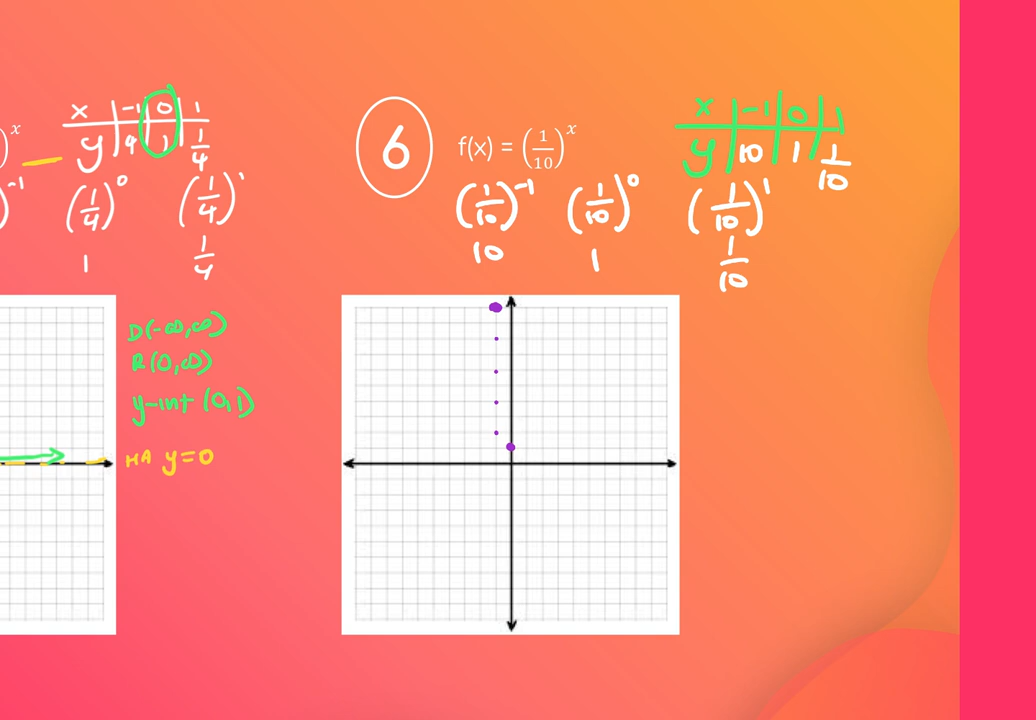 )^x
x | -1 | 0 | 1
y | 4 | 1 | 1/4
)^-1 (1/4)^0 (1/4)^1
1 1/4
D(-∞,∞)
R(0,∞)
y-int (0,1)
HA y=0
6 f(x) = (1/10)^x
x | -1 | 0 | 1
y | 10 | 1 | 1/10
(1/10)^-1 (1/10)^0 (1/10)^1
10 1 1/10